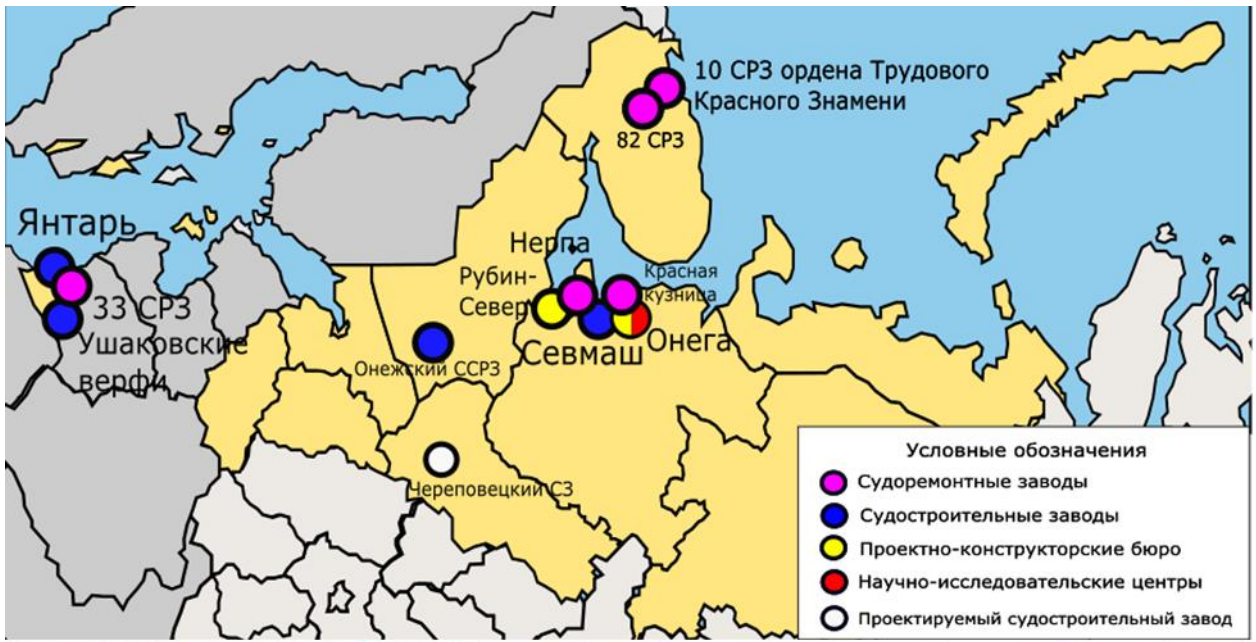 10 СРЗ ордена Трудового
Красного Знамени
82 СРЗ
Янтарь
33 СРЗ
Ушаковские
верфи
Нерпа
Рубин-
Север
Красная
кузница
Севмаш
Онега
Онежский ССРЗ
Череповецкий СЗ
Условные обозначения
Судоремонтные заводы
Судостроительные заводы
Проектно-конструкторские бюро
Научно-исследовательские центры
Проектируемый судостроительный завод